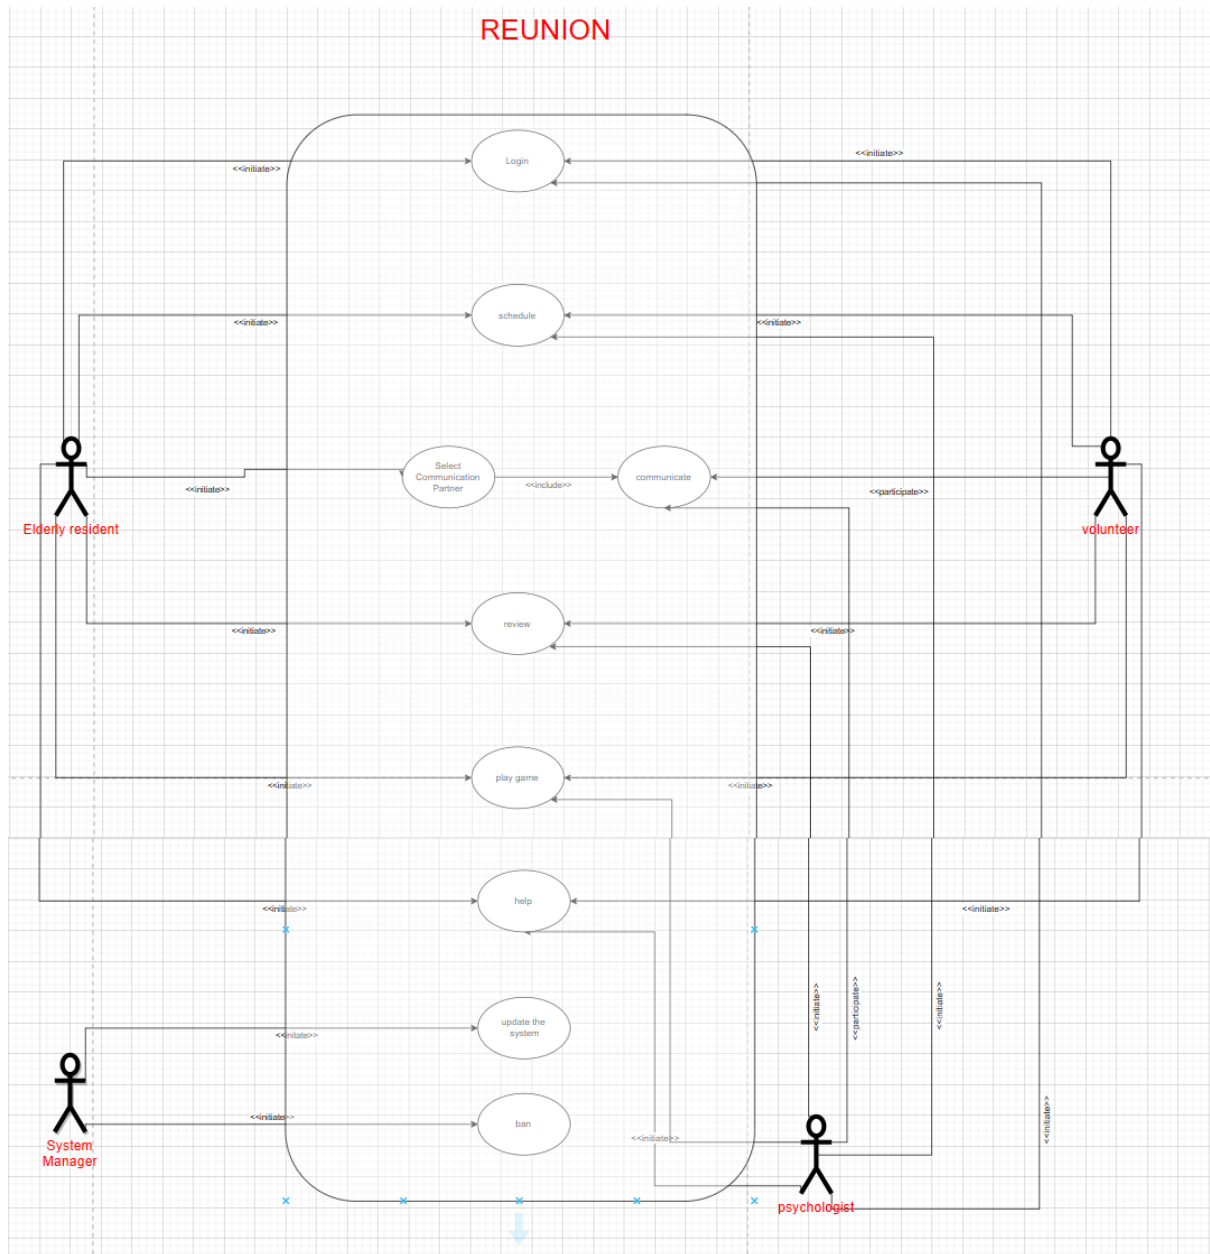 REUNION
Login
<<initiate>>
<<initiate>>
schedule
<<initiate>>
<<initiate>>
Select
Communication
Partner
communicate
<<initiate>>
<<include>>
<<participate>>
Elderly resident
volunteer
review
<<initiate>>
<<initiate>>
play game
<<initiate>>
<<initiate>>
help
<<initiate>>
<<initiate>>
<<initiate>>
<<participate>>
<<initiate>>
update the
system
<<initate>>
ban
<<initiate>>
<<initiate>>
<<initiate>>
System
Manager
psychologist